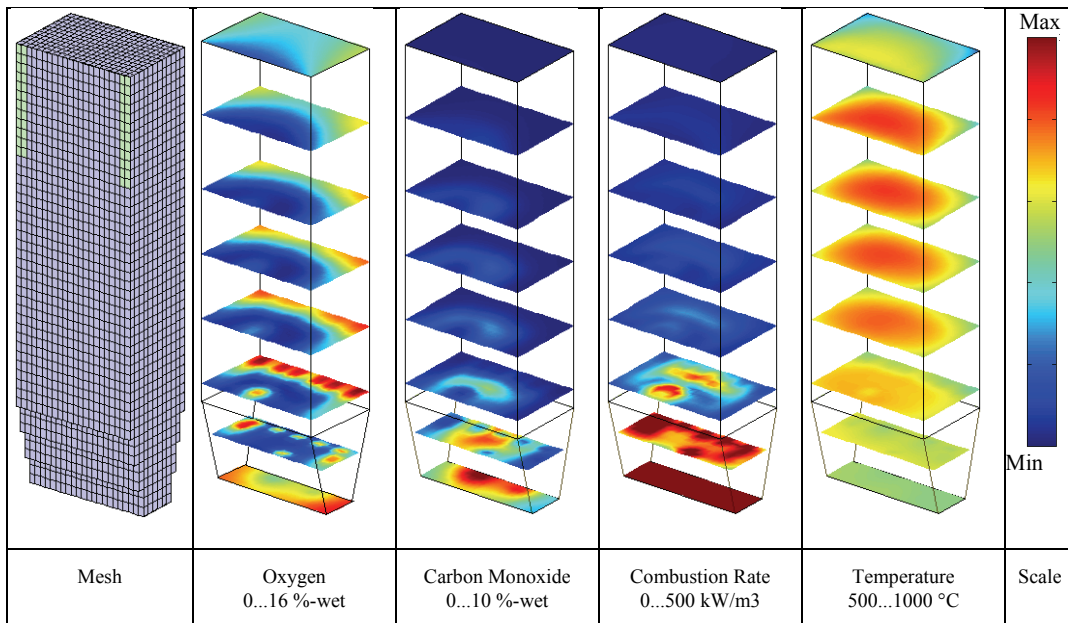 Max
Min
Mesh
Oxygen
0...16 %-wet
Carbon Monoxide
0...10 %-wet
Combustion Rate
0...500 kW/m3
Temperature
500...1000 °C
Scale